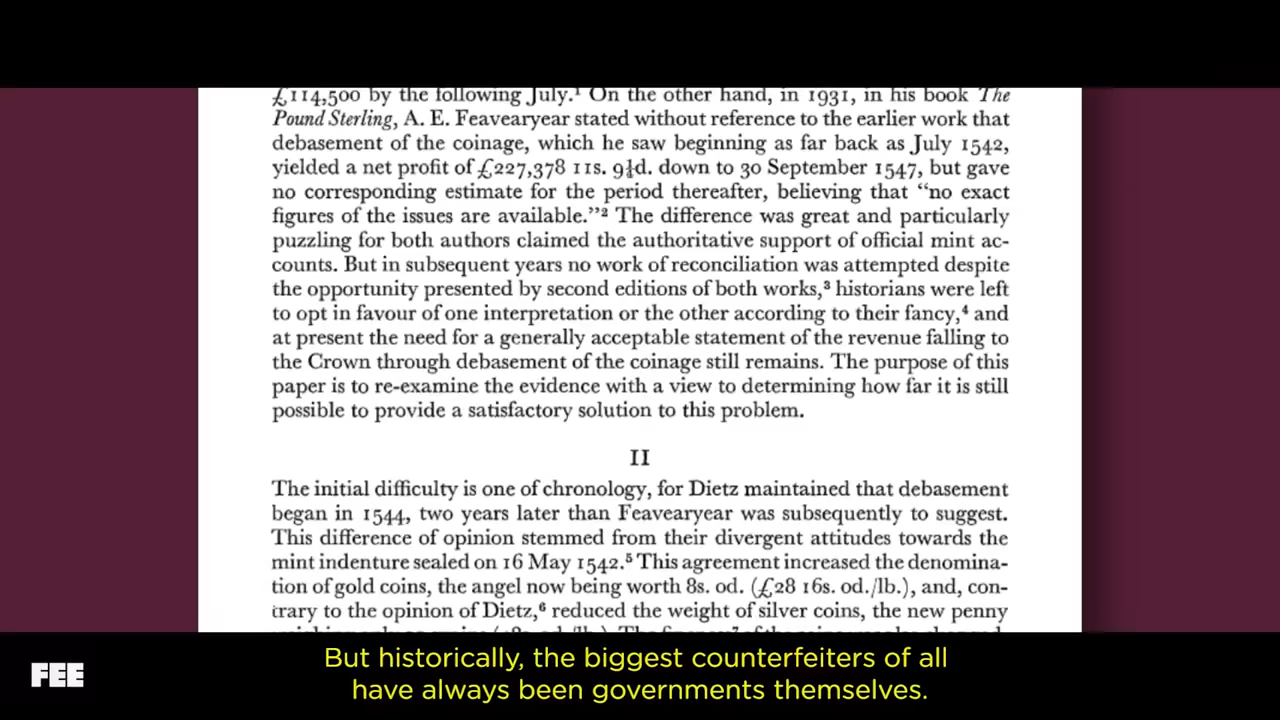 £114,500 by the following July.¹ On the other hand, in 1931, in his book The
Pound Sterling, A. E. Feavearyear stated without reference to the earlier work that
debasement of the coinage, which he saw beginning as far back as July 1542,
yielded a net profit of £227,378 11s. 9¼d. down to 30 September 1547, but gave
no corresponding estimate for the period thereafter, believing that “no exact
figures of the issues are available.”² The difference was great and particularly
puzzling for both authors claimed the authoritative support of official mint ac-
counts. But in subsequent years no work of reconciliation was attempted despite
the opportunity presented by second editions of both works,³ historians were left
to opt in favour of one interpretation or the other according to their fancy,⁴ and
at present the need for a generally acceptable statement of the revenue falling to
the Crown through debasement of the coinage still remains. The purpose of this
paper is to re-examine the evidence with a view to determining how far it is still
possible to provide a satisfactory solution to this problem.
II
The initial difficulty is one of chronology, for Dietz maintained that debasement
began in 1544, two years later than Feavearyear was subsequently to suggest.
This difference of opinion stemmed from their divergent attitudes towards the
mint indenture sealed on 16 May 1542.⁵ This agreement increased the denomina-
tion of gold coins, the angel now being worth 8s. od. (£28 16s. od./lb.), and, con-
trary to the opinion of Dietz,⁶ reduced the weight of silver coins, the new penny
FEE
But historically, the biggest counterfeiters of all
have always been governments themselves.